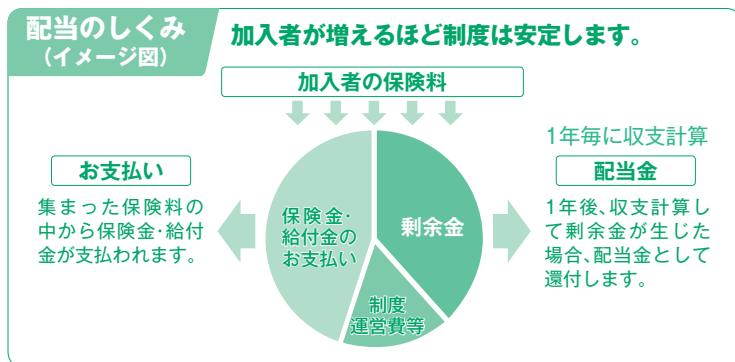 配当のしくみ
(イメージ図)
加入者が増えるほど制度は安定します。
加入者の保険料
お支払い
集まった保険料の
中から保険金・給付
金が支払われます。
保険金・
給付金の
お支払い
剰余金
制度
運営費等
1年毎に収支計算
配当金
1年後、収支計算し
て剰余金が生じた
場合、配当金として
還付します。